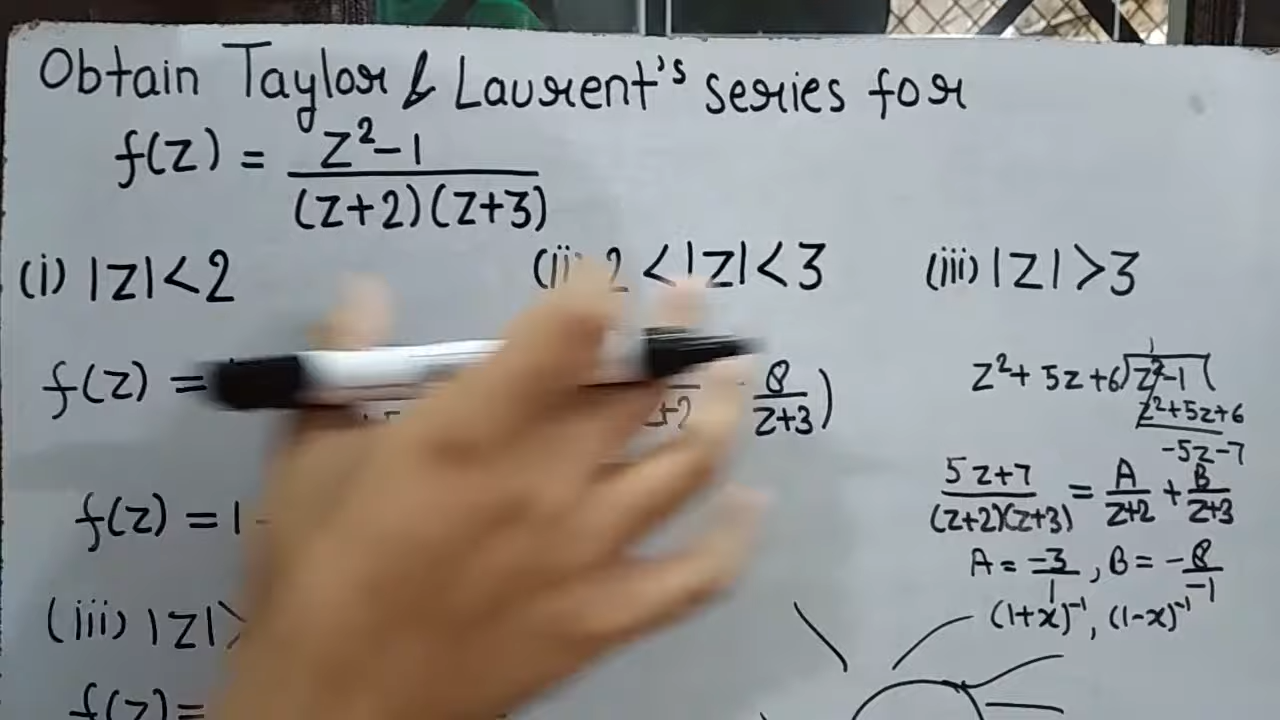 Obtain Taylor & Laurent's series for
f(z) = z²-1 / (z+2)(z+3)
(i) |z|<2 (ii) 2<|z|<3 (iii) |z|>3
f(z) = 8/(z+3))
z²+5z+6)z²-1(1
z²+5z+6
-5z-7
5z+7/(z+2)(z+3) = A/(z+2) + B/(z+3)
A = -3/1, B = -8/-1
(1+x)⁻¹, (1-x)⁻¹
f(z) = 1-
(iii) |z|>
f(z)=